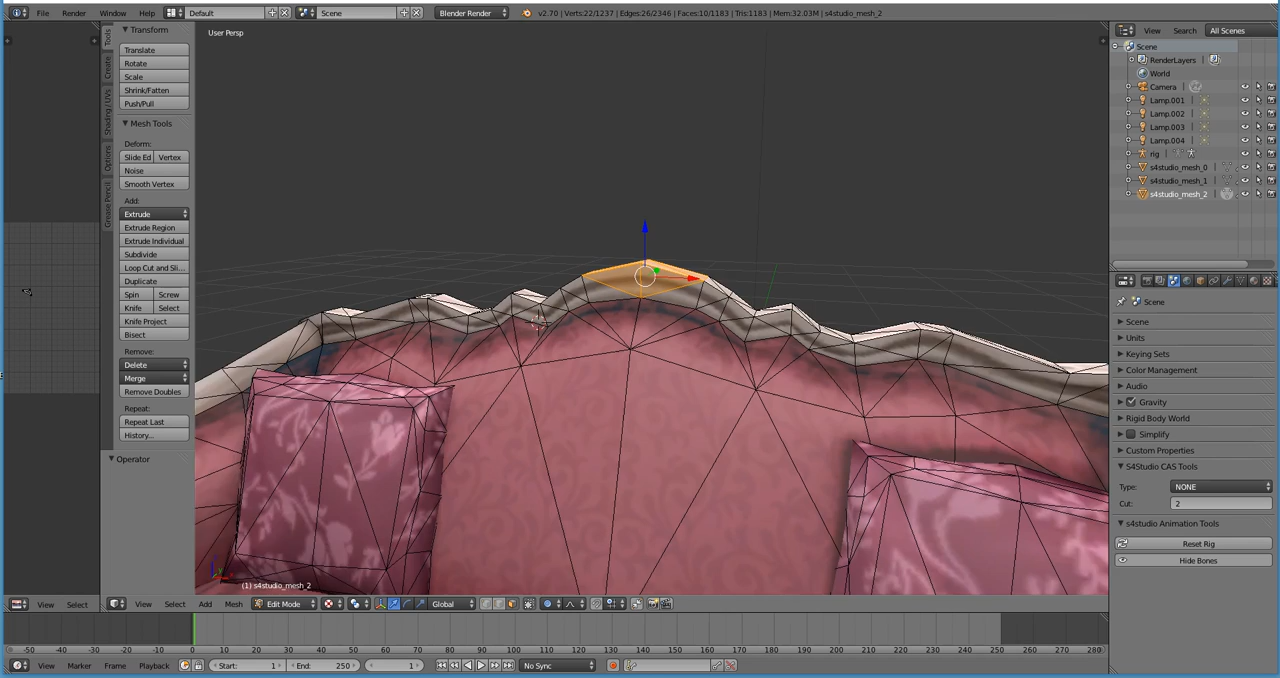 File Render Window Help Default Scene Blender Render v2.70 | Verts:22/1237 | Edges:26/2346 | Faces:10/1183 | Tris:1183 | Mem:32.03M | s4studio_mesh_2
Tools
Create
Shading / UVs
Options
Grease Pencil
Transform
Translate
Rotate
Scale
Shrink/Fatten
Push/Pull
Mesh Tools
Deform:
Slide Ed Vertex
Noise
Smooth Vertex
Add:
Extrude
Extrude Region
Extrude Individual
Subdivide
Loop Cut and Sli...
Duplicate
Spin Screw
Knife Select
Knife Project
Bisect
Remove:
Delete
Merge
Remove Doubles
Repeat:
Repeat Last
History...
Operator
User Persp
(1) s4studio_mesh_2
View Search All Scenes
Scene
RenderLayers
World
Camera
Lamp.001
Lamp.002
Lamp.003
Lamp.004
rig
s4studio_mesh_0
s4studio_mesh_1
s4studio_mesh_2
Scene
Scene
Units
Keying Sets
Color Management
Audio
Gravity
Rigid Body World
Simplify
Custom Properties
S4Studio CAS Tools
Type: NONE
Cut: 2
s4studio Animation Tools
Reset Rig
Hide Bones
View Select
View Select Add Mesh Edit Mode Global
-50 -40 -30 -20 -10 0 10 20 30 40 50 60 70 80 90 100 110 120 130 140 150 160 170 180 190 200 210 220 230 240 250 260 270 280
View Marker Frame Playback Start: 1 End: 250 1 No Sync